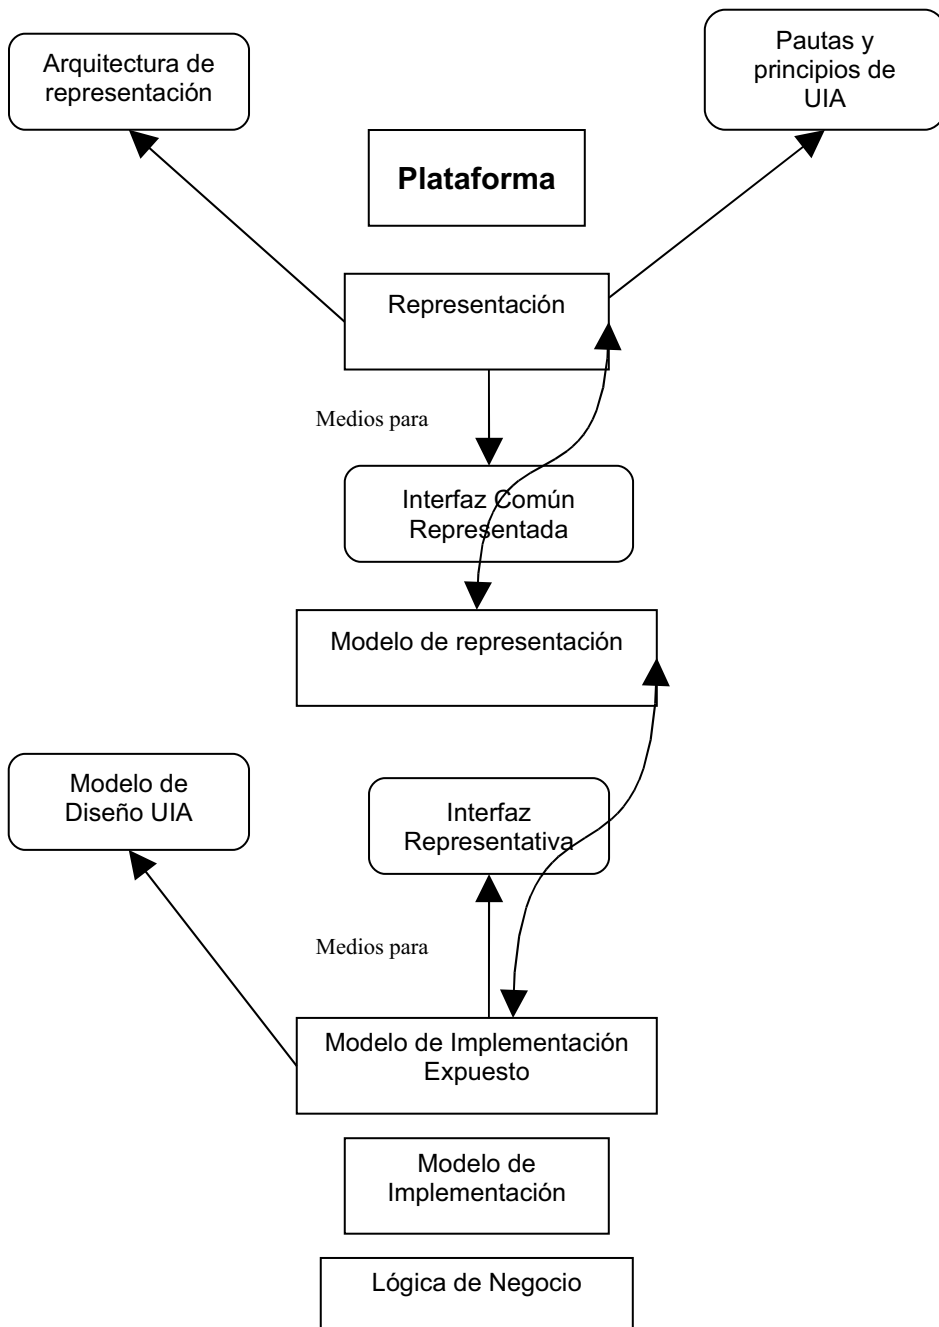 Arquitectura de
representación
Pautas y
principios de
UIA
Plataforma
Representación
Medios para
Interfaz Común
Representada
Modelo de representación
Modelo de
Diseño UIA
Interfaz
Representativa
Medios para
Modelo de Implementación
Expuesto
Modelo de
Implementación
Lógica de Negocio